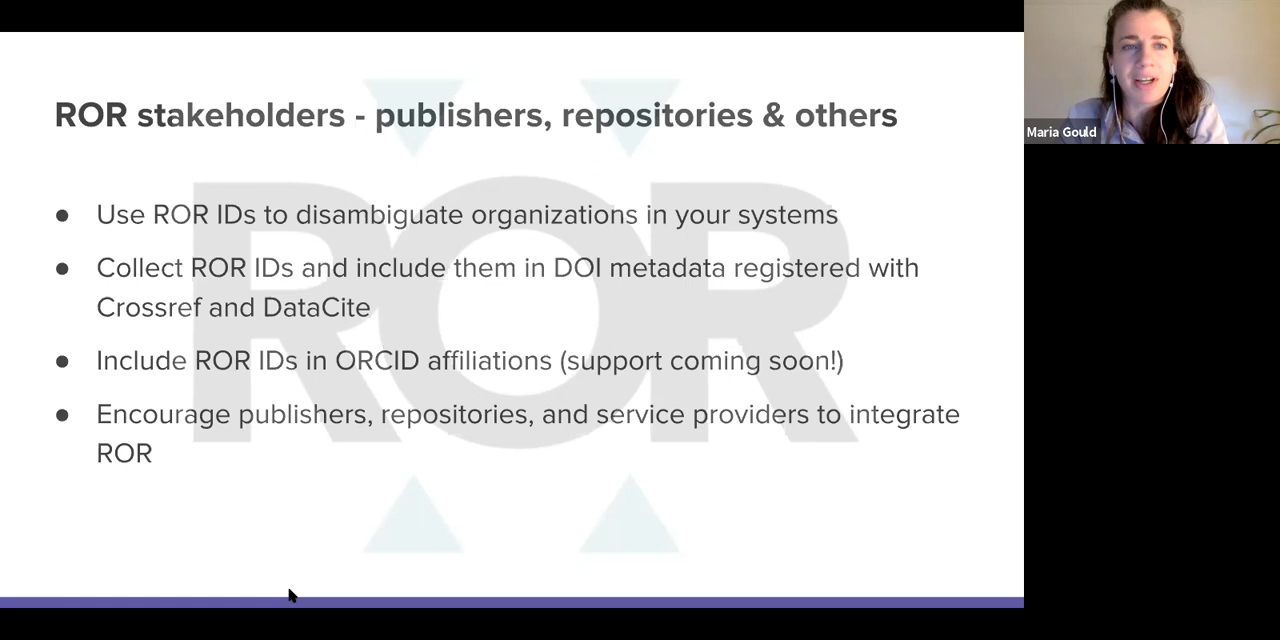 ROR stakeholders - publishers, repositories & others
● Use ROR IDs to disambiguate organizations in your systems
● Collect ROR IDs and include them in DOI metadata registered with
Crossref and DataCite
● Include ROR IDs in ORCID affiliations (support coming soon!)
● Encourage publishers, repositories, and service providers to integrate
ROR
ROR
Maria Gould